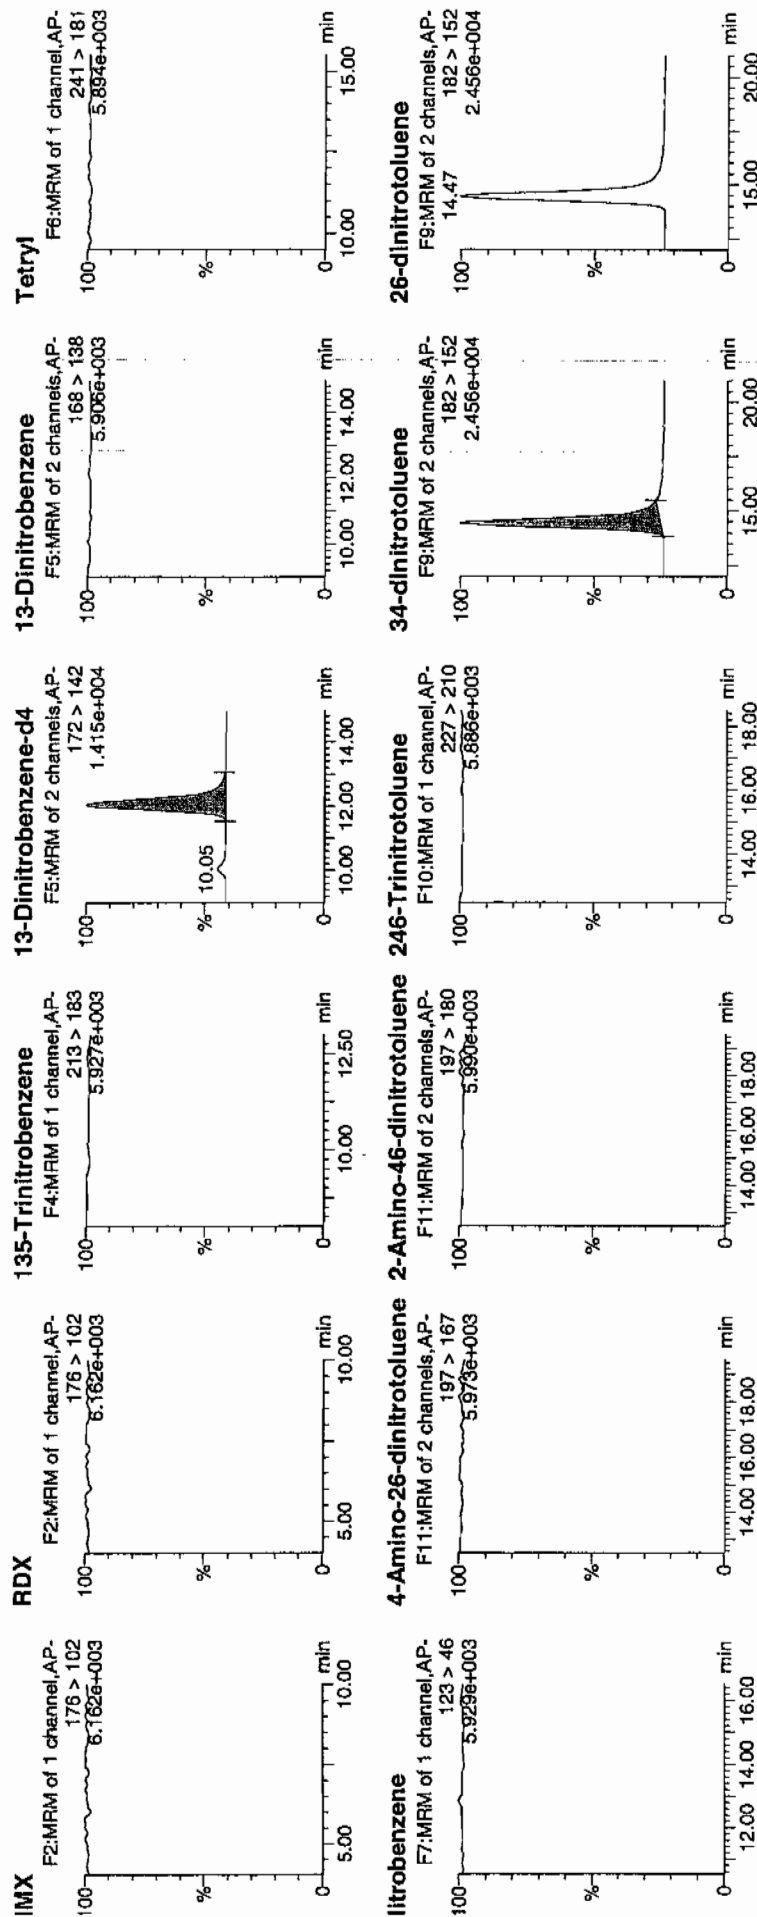 IMX
F2:MRM of 1 channel,AP-
176 > 102
6.162e+003
100
%
0
5.00
10.00
min
RDX
F2:MRM of 1 channel,AP-
176 > 102
6.162e+003
100
%
0
5.00
10.00
min
135-Trinitrobenzene
F4:MRM of 1 channel,AP-
213 > 183
5.927e+003
100
%
0
10.00
12.50
min
13-Dinitrobenzene-d4
F5:MRM of 2 channels,AP-
172 > 142
1.415e+004
100
10.05
%
0
10.00
12.00
14.00
min
13-Dinitrobenzene
F5:MRM of 2 channels,AP-
168 > 138
5.906e+003
100
%
0
10.00
12.00
14.00
min
Tetryl
F6:MRM of 1 channel,AP-
241 > 181
5.894e+003
100
%
0
10.00
15.00
min
litrobenzene
F7:MRM of 1 channel,AP-
123 > 46
5.929e+003
100
%
0
12.00
14.00
16.00
min
4-Amino-26-dinitrotoluene
F11:MRM of 2 channels,AP-
197 > 167
5.973e+003
100
%
0
14.00
16.00
18.00
min
2-Amino-46-dinitrotoluene
F11:MRM of 2 channels,AP-
197 > 180
5.990e+003
100
%
0
14.00
16.00
18.00
min
246-Trinitrotoluene
F10:MRM of 1 channel,AP-
227 > 210
5.886e+003
100
%
0
14.00
16.00
18.00
min
34-dinitrotoluene
F9:MRM of 2 channels,AP-
182 > 152
2.456e+004
100
%
0
15.00
20.00
min
26-dinitrotoluene
F9:MRM of 2 channels,AP-
182 > 152
14.47
2.456e+004
100
%
0
15.00
20.00
min